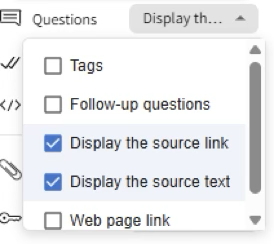 Questions Display th...
Tags
Follow-up questions
Display the source link
Display the source text
Web page link